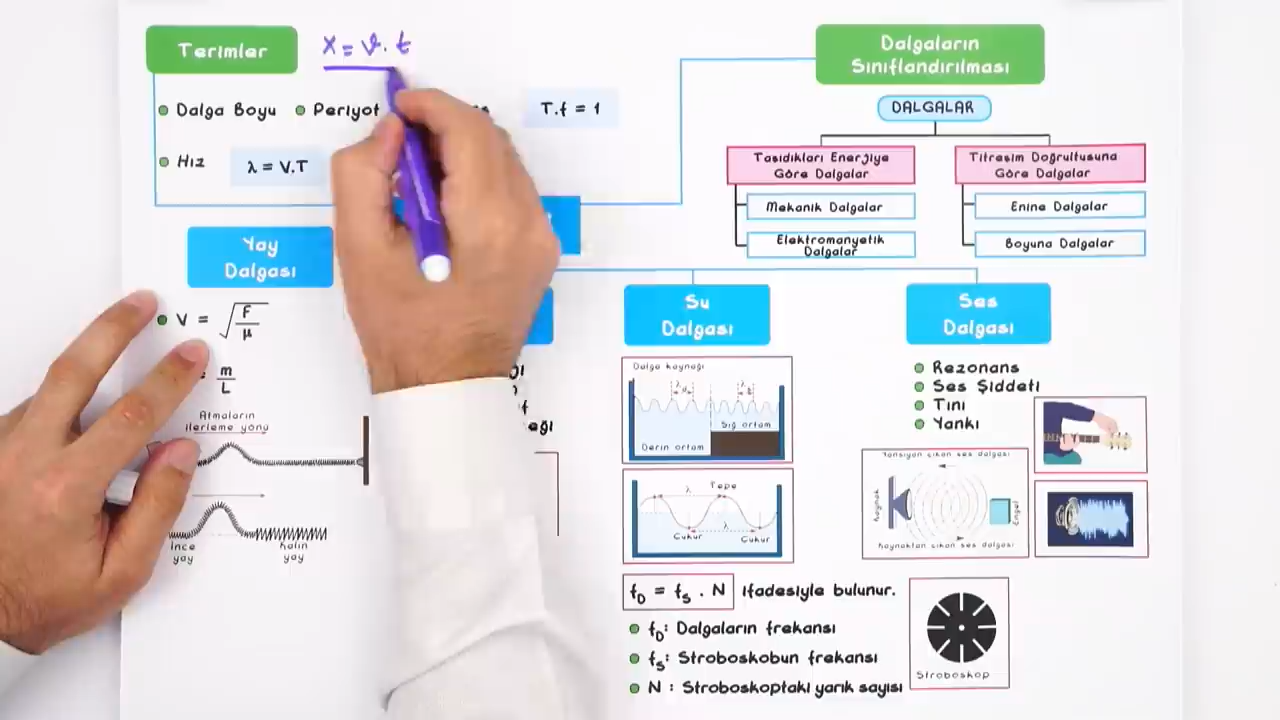 Terimler
x = v . t
Dalga Boyu
Periyot
T.f = 1
Hız
λ = V.T
Dalgaların
Sınıflandırılması
DALGALAR
Taşıdıkları Enerjiye
Göre Dalgalar
Mekanik Dalgalar
Elektromanyetik
Dalgalar
Titreşim Doğrultusuna
Göre Dalgalar
Enine Dalgalar
Boyuna Dalgalar
Yay
Dalgası
V = √F/μ
m/L
Atmaların
ilerleme yönü
ince
yay
kalın
yay
Su
Dalgası
Dalga kaynağı
λ
λ
Derin ortam
Sığ ortam
λ
Tepe
λ
Çukur
Çukur
f_D = f_S . N ifadesiyle bulunur.
f_D: Dalgaların frekansı
f_S: Stroboskobun frekansı
N : Stroboskoptaki yarık sayısı
Ses
Dalgası
Rezonans
Ses Şiddeti
Tını
Yankı
Yansıyan çıkan ses dalgası
Kaynak
Engel
Kaynaktan çıkan ses dalgası
Stroboskop